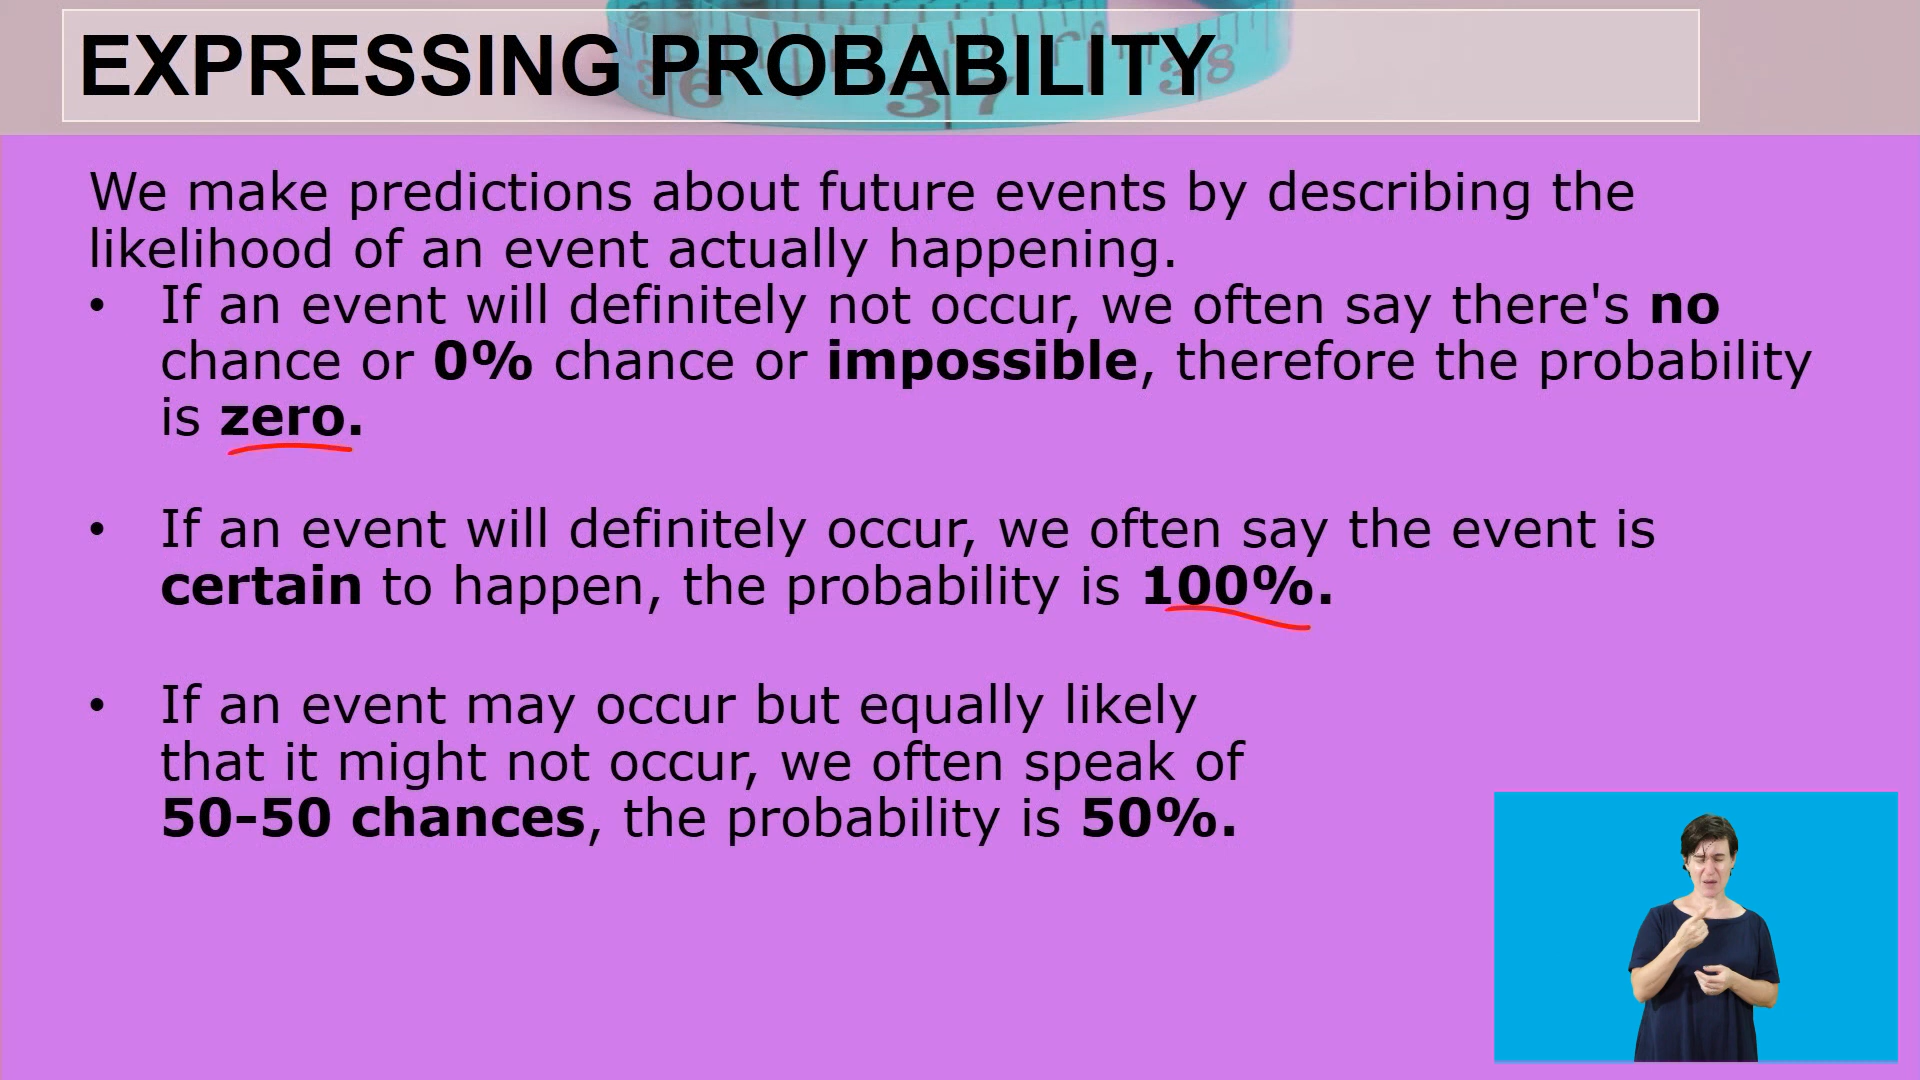 EXPRESSING PROBABILITY
36 37 38
We make predictions about future events by describing the
likelihood of an event actually happening.
• If an event will definitely not occur, we often say there's no
chance or 0% chance or impossible, therefore the probability
is zero.
• If an event will definitely occur, we often say the event is
certain to happen, the probability is 100%.
• If an event may occur but equally likely
that it might not occur, we often speak of
50-50 chances, the probability is 50%.